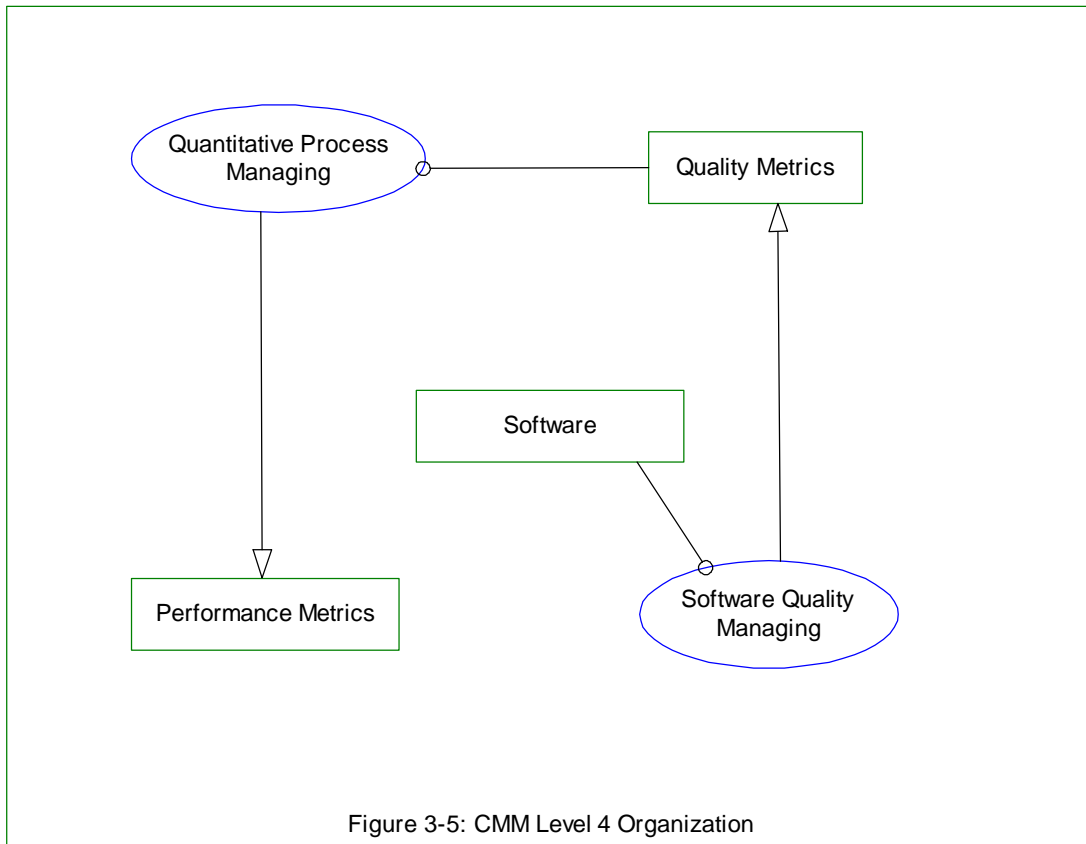 Quantitative Process
Managing
Quality Metrics
Software
Performance Metrics
Software Quality
Managing
Figure 3-5: CMM Level 4 Organization